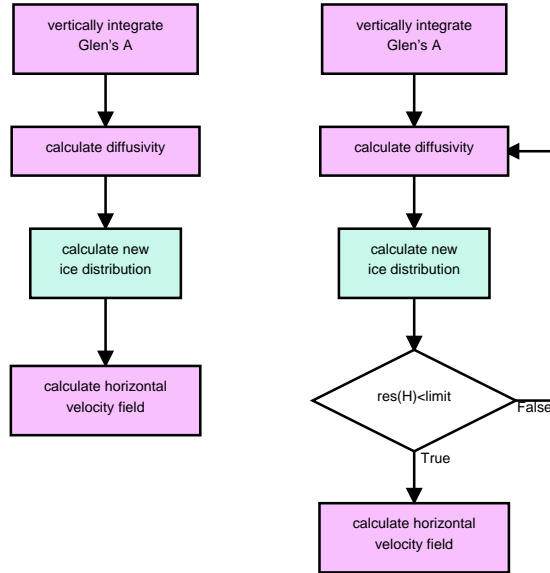 vertically integrate
Glen's A
calculate diffusivity
calculate new
ice distribution
calculate horizontal
velocity field
vertically integrate
Glen's A
calculate diffusivity
calculate new
ice distribution
res(H)<limit
False
True
calculate horizontal
velocity field